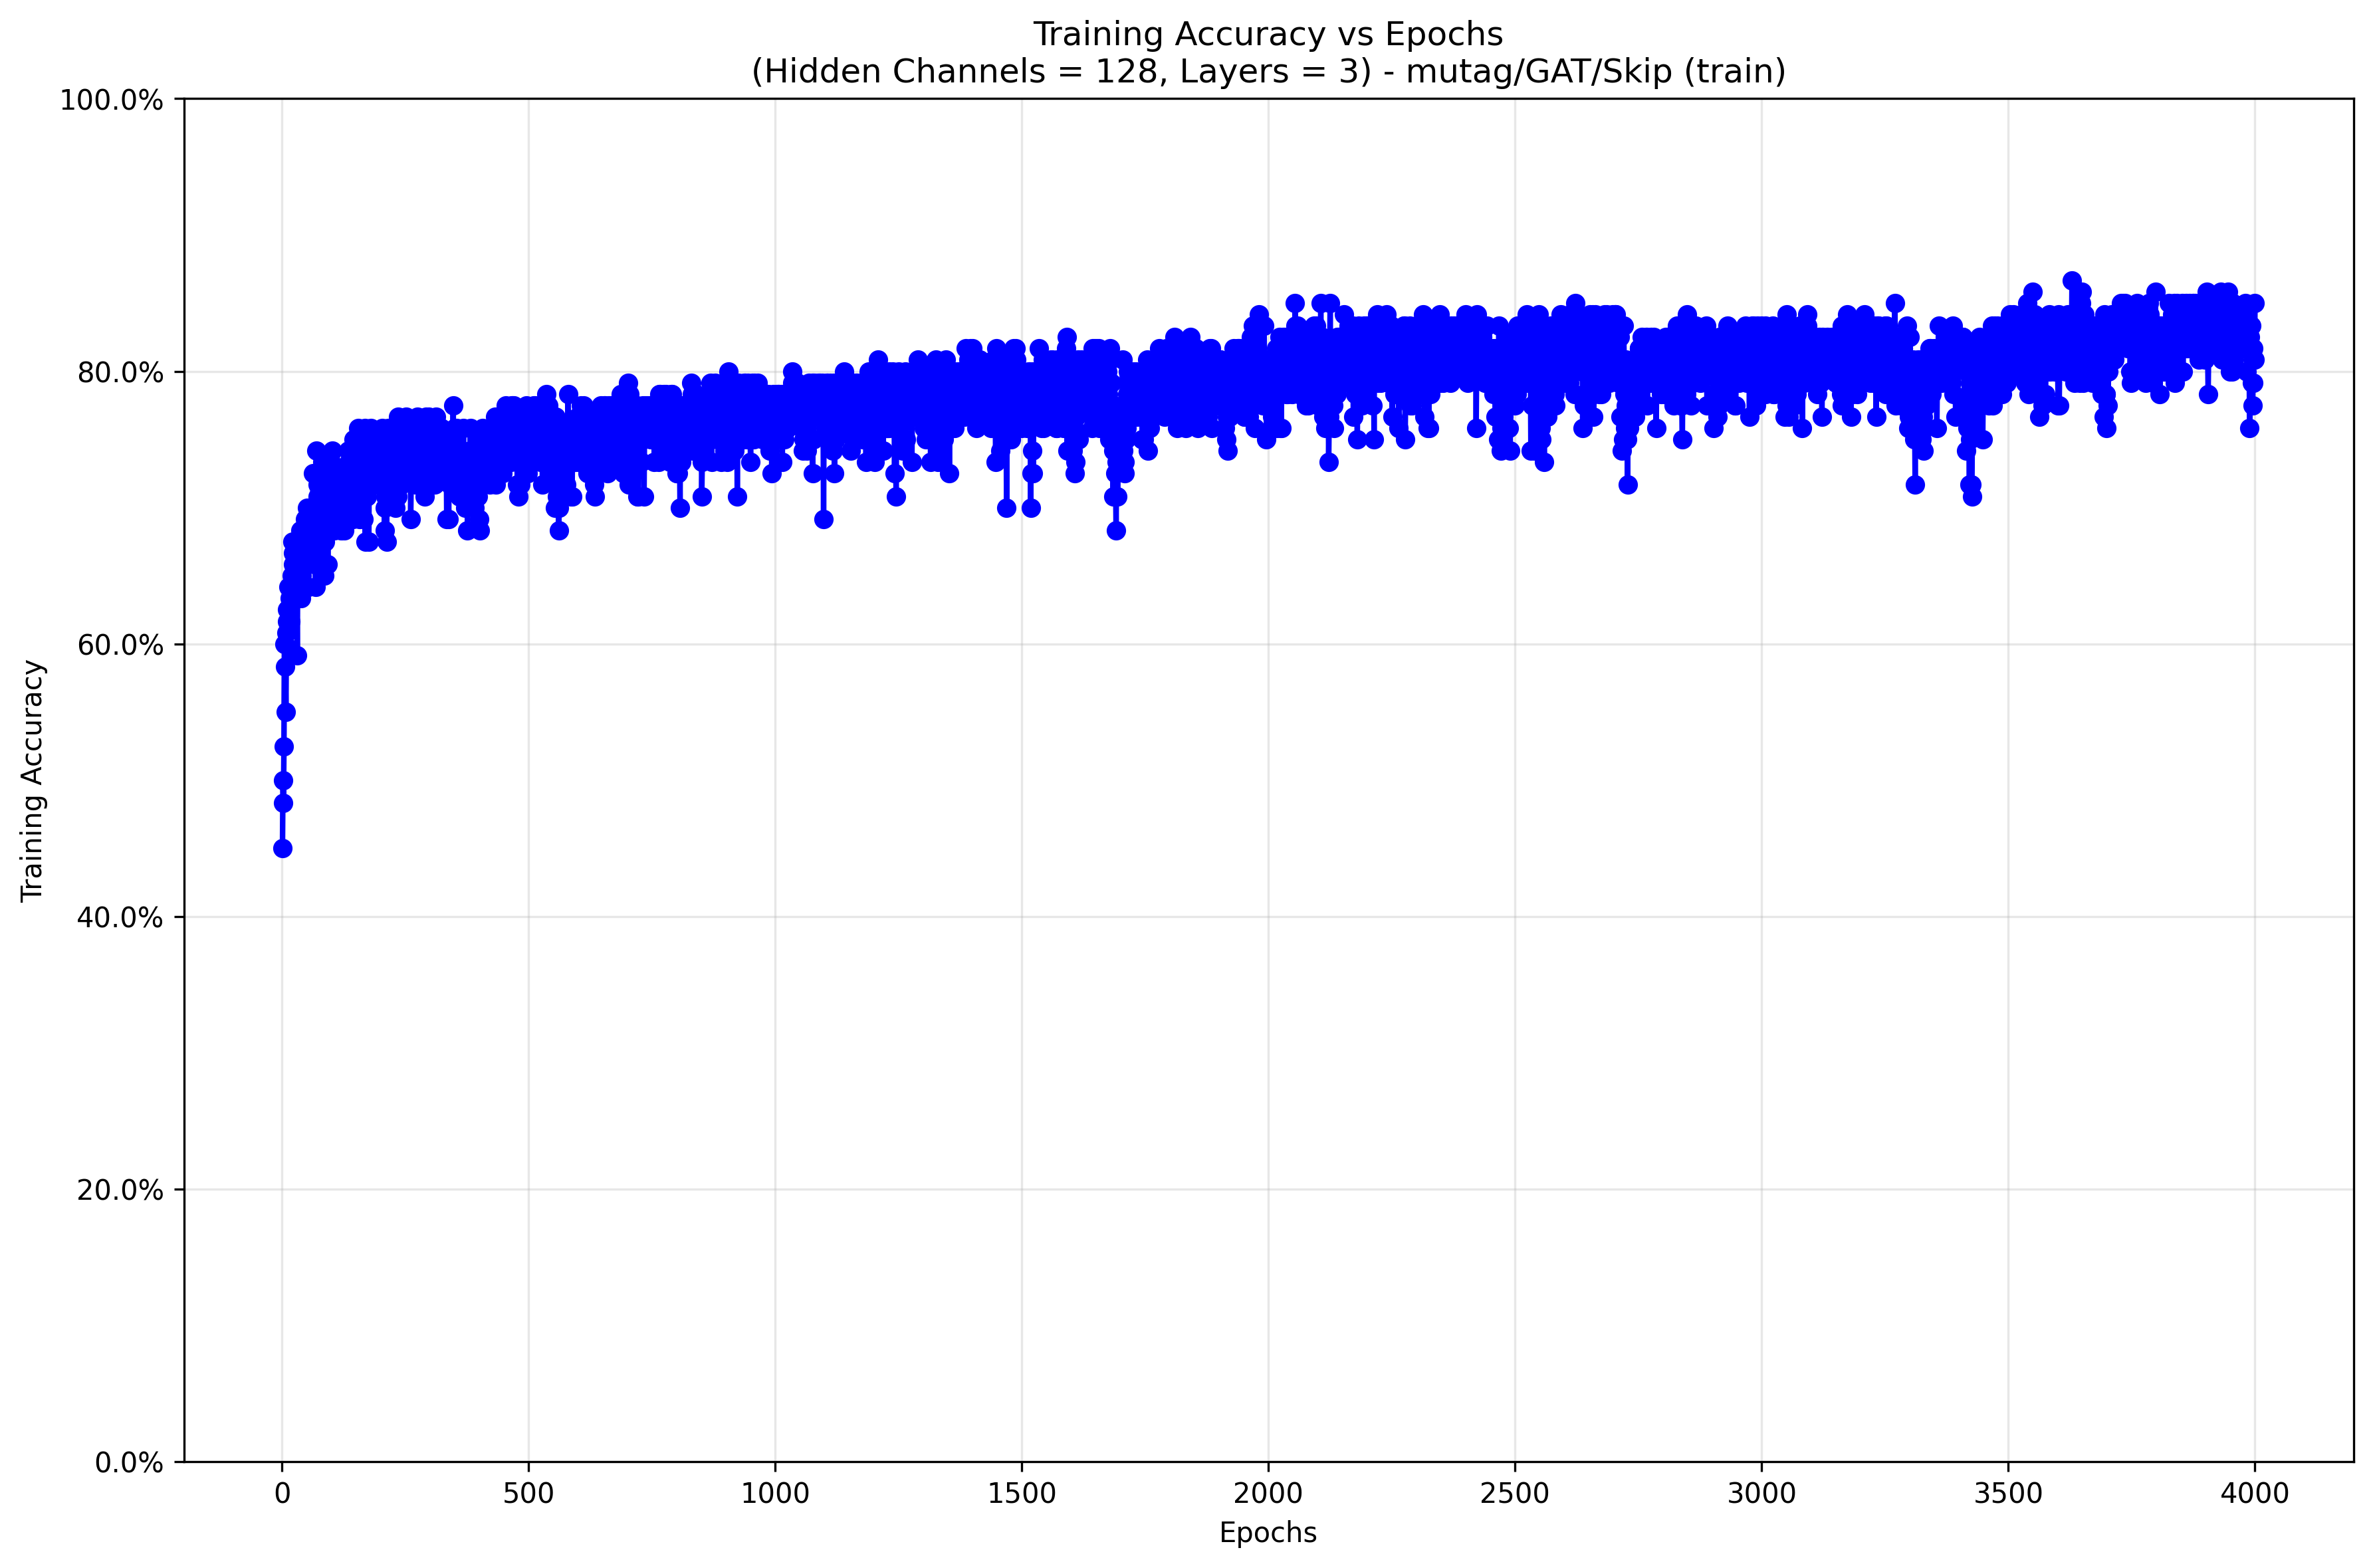 Training Accuracy vs Epochs
(Hidden Channels = 128, Layers = 3) - mutag/GAT/Skip (train)
100.0%
80.0%
60.0%
40.0%
20.0%
0.0%
Training Accuracy
0 500 1000 1500 2000 2500 3000 3500 4000
Epochs